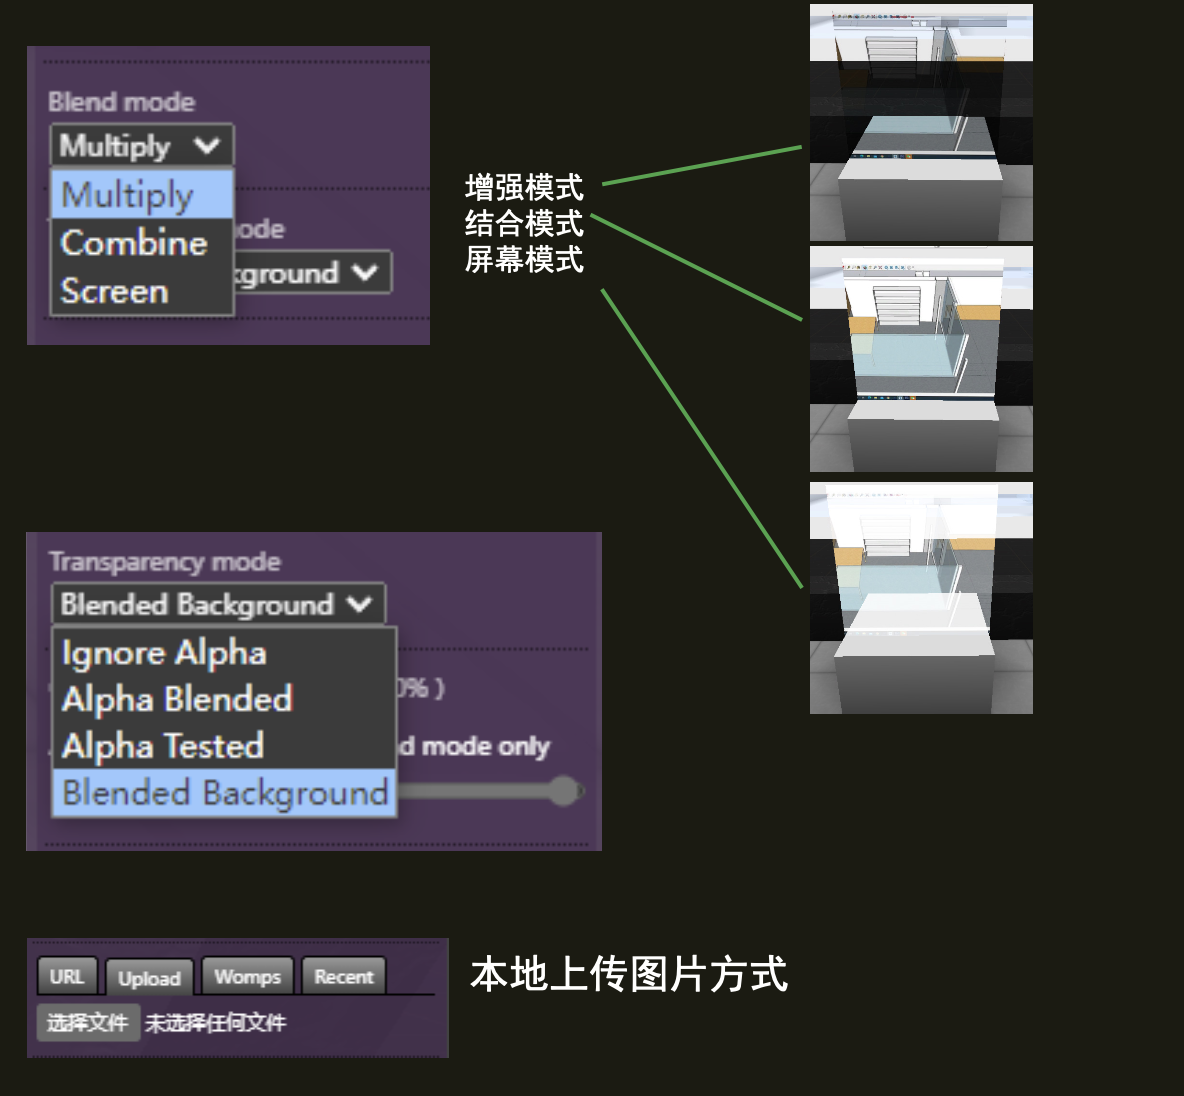 Blend mode
Multiply
Multiply
Combine
Screen
ode
kground
增强模式
结合模式
屏幕模式
Transparency mode
Blended Background
Ignore Alpha
Alpha Blended
Alpha Tested
Blended Background
0% )
d mode only
URL
Upload
Womps
Recent
选择文件 未选择任何文件
本地上传图片方式